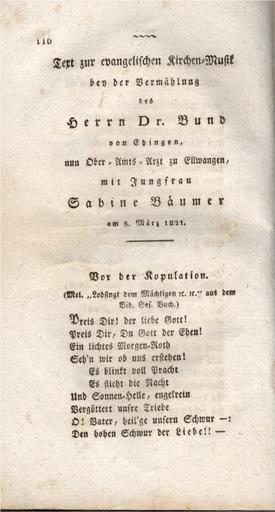 110
Text zur evangelischen Kirchen-Musik
bey der Vermählung
des
Herrn Dr. Bund
von Ehingen,
nun Ober-Amts-Arzt zu Ellwangen,
mit Jungfrau
Sabine Bäumer
am 5. März 1821.
Vor der Kopulation.
(Mel. „Lobsingt dem Mächtigen ꝛc. ꝛc.“ aus dem
Bib. Ges. Buch.)
Preis Dir! der liebe Gott!
Preis Dir, Du Gott der Ehen!
Ein lichtes Morgen-Roth
Seh'n wir ob uns erstehen!
Es blinkt voll Pracht
Es flieht die Nacht
Und Sonnen-Helle, engelrein
Vergöttert unsre Triebe
O! Vater, heil'ge unsern Schwur —:
Den hohen Schwur der Liebe!! —